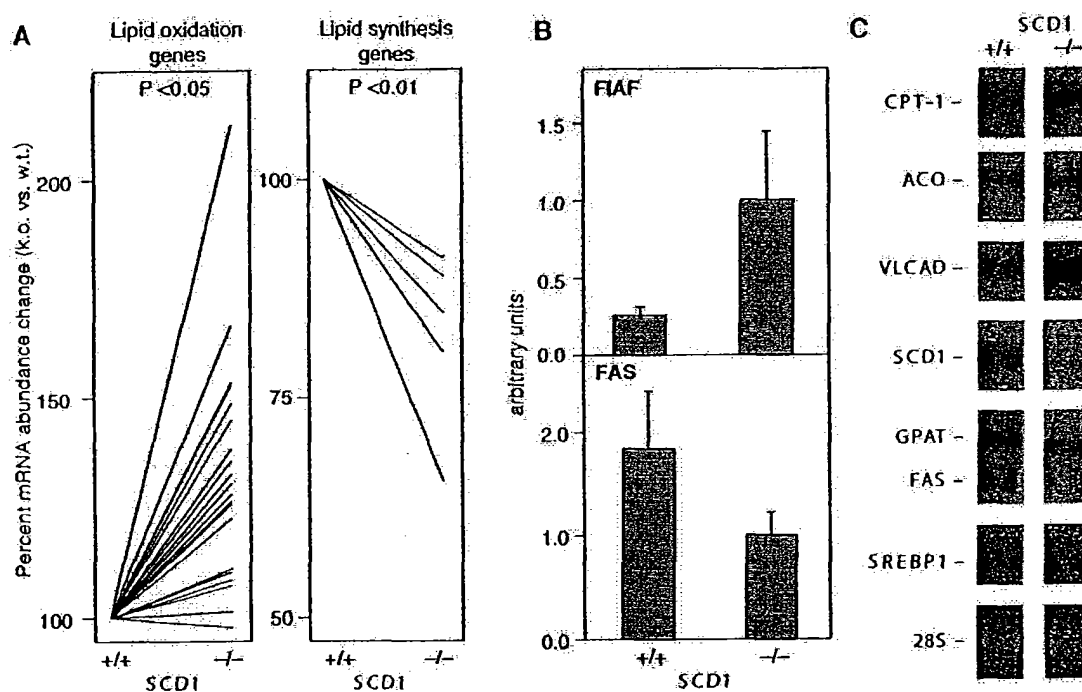 A
Lipid oxidation
genes
P <0.05
Percent mRNA abundance change (k.o. vs. w.t.)
200
150
100
+/+
–/–
SCD1
Lipid synthesis
genes
P <0.01
100
75
50
+/+
–/–
SCD1
B
FIAF
arbitrary units
1.5
1.0
0.5
0.0
FAS
2.0
1.0
0.0
+/+
–/–
SCD1
C
SCD1
+/+
–/–
CPT-1 –
ACO –
VLCAD –
SCD1 –
GPAT –
FAS –
SREBP1 –
28S –